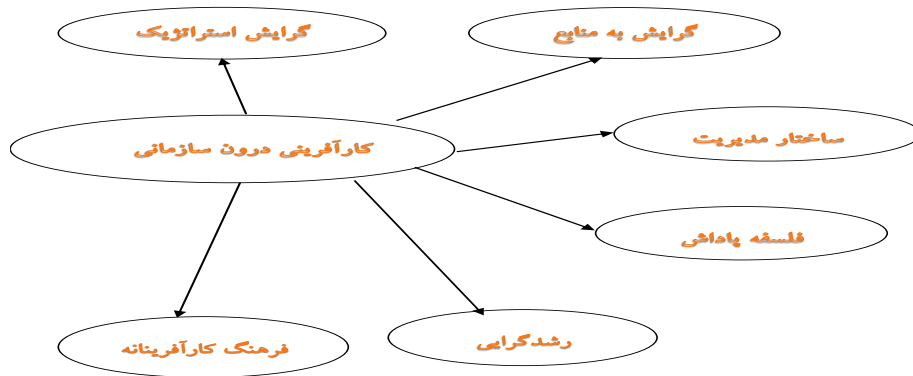 گرایش استراتژیک
گرایش به منابع
کارآفرینی درون سازمانی
ساختار مدیریت
فلسفه پاداش
رشدگرایی
فرهنگ کارآفرینانه